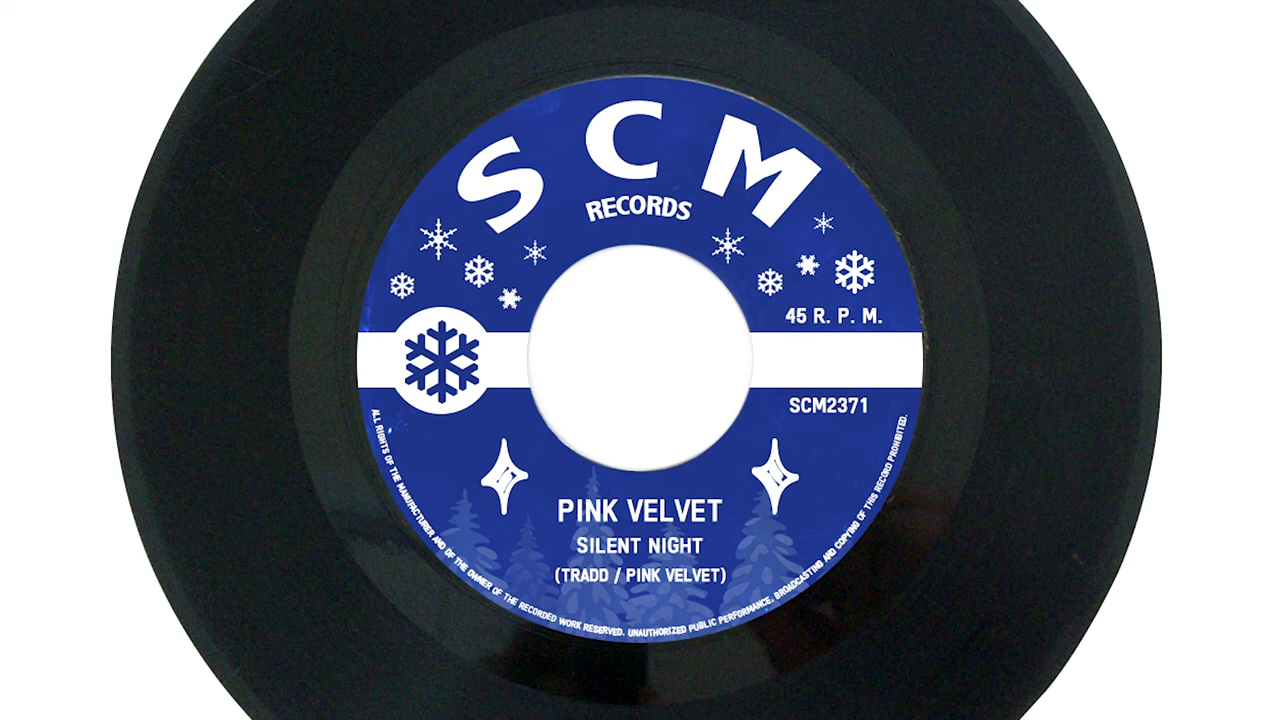 SCM
RECORDS
45 R. P. M.
SCM2371
PINK VELVET
SILENT NIGHT
(TRADD / PINK VELVET)
ALL RIGHTS OF THE MANUFACTURER AND OF THE OWNER OF THE RECORDED WORK RESERVED. UNAUTHORIZED PUBLIC PERFORMANCE, BROADCASTING AND COPYING OF THIS RECORD PROHIBITED.